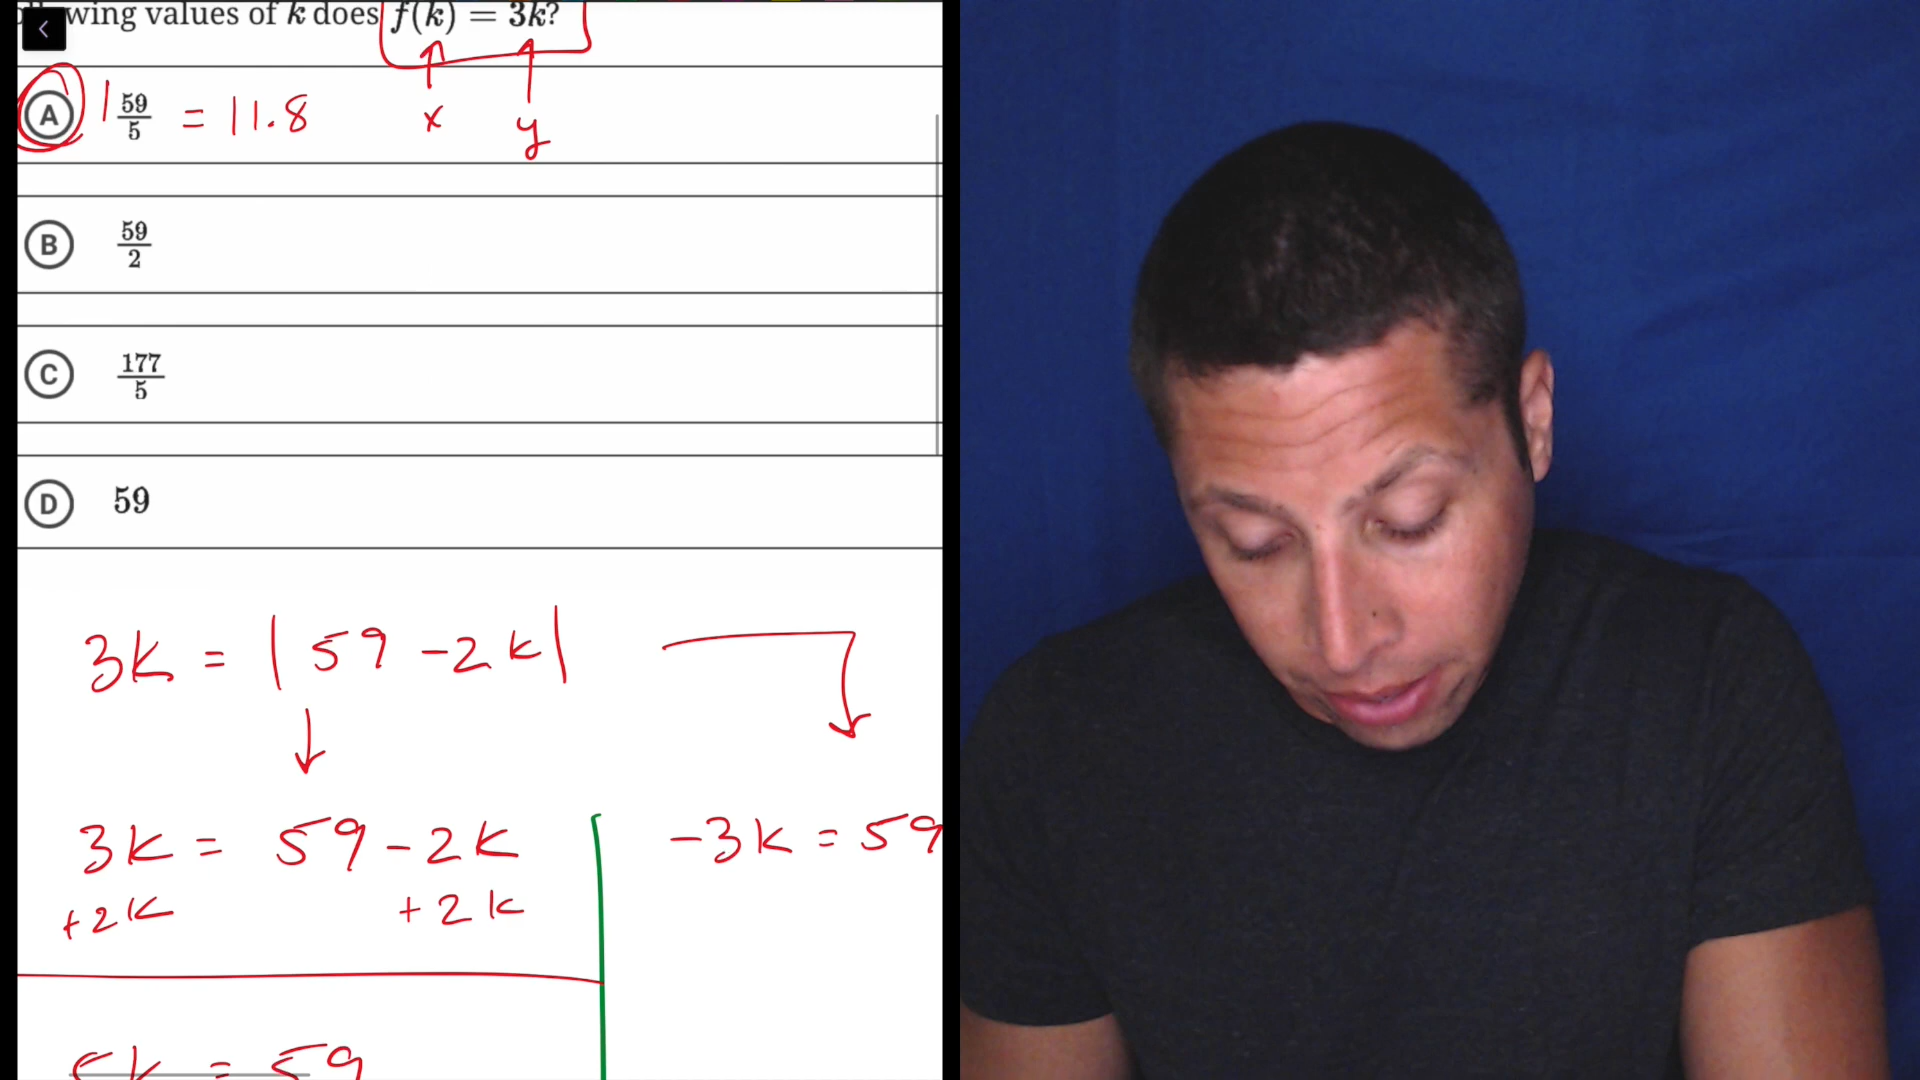 wing values of k does f(k) = 3k?
A 59/5 = 11.8
x
y
B 59/2
C 177/5
D 59
3k = |59 - 2k|
3k = 59 - 2k
-3k = 59
+2k +2k
5k = 59